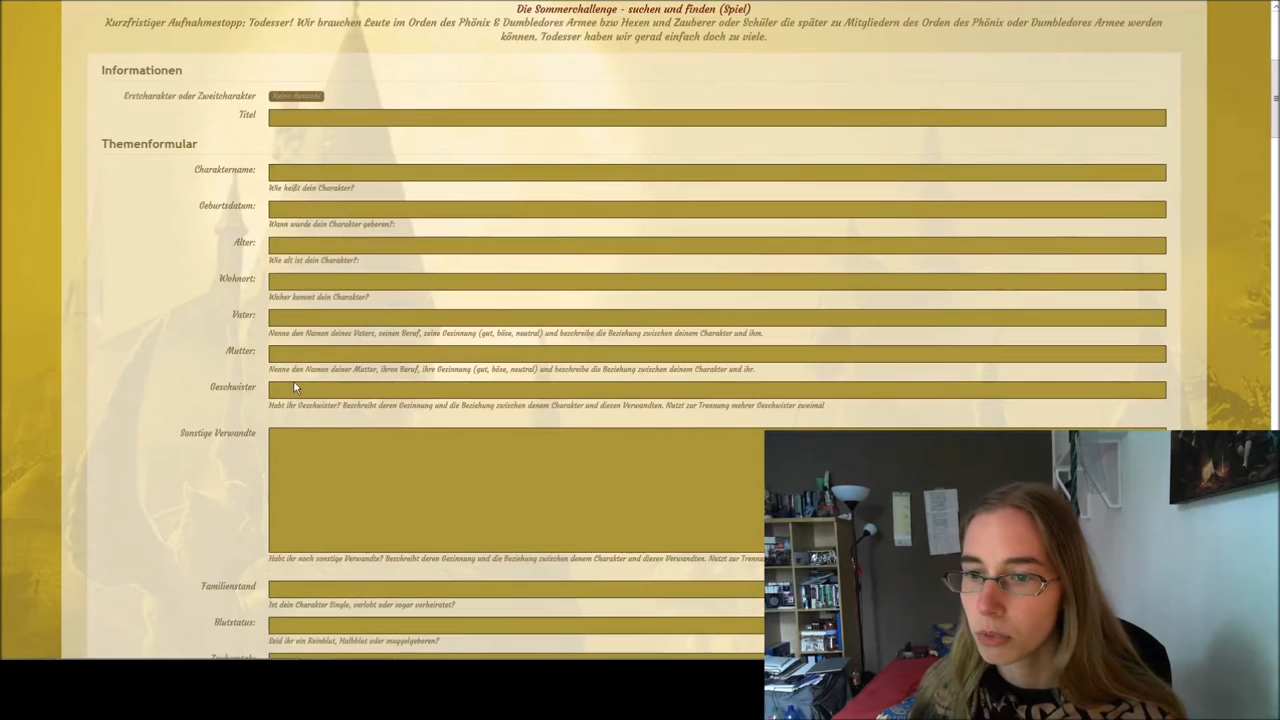 Die Sommerchallenge - suchen und finden (Spiel)
Kurzfristiger Aufnahmestopp: Todesser! Wir brauchen Leute im Orden des Phönix & Dumbledores Armee bzw Hexen und Zauberer oder Schüler die später zu Mitgliedern des Orden des Phönix oder Dumbledores Armee werden
können. Todesser haben wir gerad einfach doch zu viele.
Informationen
Erstcharakter oder Zweitcharakter
Titel
Themenformular
Charaktername:
Wie heißt dein Charakter?
Geburtsdatum:
Wann wurde dein Charakter geboren?:
Alter:
Wie alt ist dein Charakter?:
Wohnort:
Woher kommt dein Charakter?
Vater:
Nenne den Namen deines Vaters, seinen Beruf, seine Gesinnung (gut, böse, neutral) und beschreibe die Beziehung zwischen deinem Charakter und ihm.
Mutter:
Nenne den Namen deiner Mutter, ihren Beruf, ihre Gesinnung (gut, böse, neutral) und beschreibe die Beziehung zwischen deinem Charakter und ihr.
Geschwister
Habt ihr Geschwister? Beschreibt deren Gesinnung und die Beziehung zwischen denem Charakter und diesen Verwandten. Nutzt zur Trennung mehrer Geschwister zweimal
Sonstige Verwandte
Habt ihr noch sonstige Verwandte? Beschreibt deren Gesinnung und die Beziehung zwischen denem Charakter und diesen Verwandten. Nutzt zur
Familienstand
Ist dein Charakter Single, verlobt oder sogar verheiratet?
Blutstatus:
Seid ihr ein Reinblut, Halbblut oder muggelgeboren?